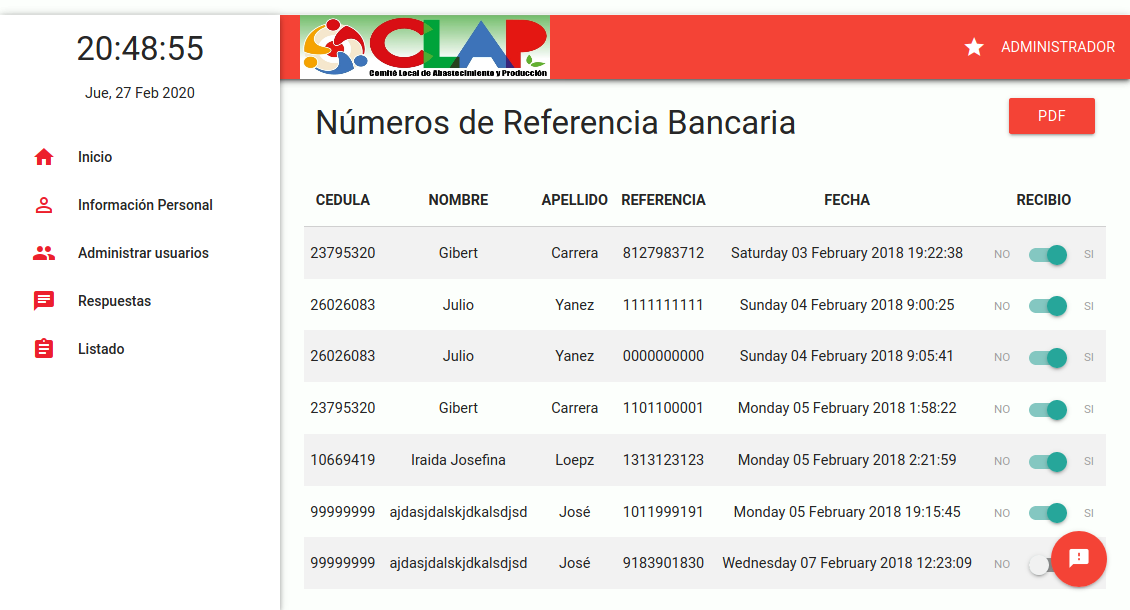 20:48:55
Jue, 27 Feb 2020
Inicio
Información Personal
Administrar usuarios
Respuestas
Listado
CLAP
Comité Local de Abastecimiento y Producción
ADMINISTRADOR
Números de Referencia Bancaria
PDF
CEDULA NOMBRE APELLIDO REFERENCIA FECHA RECIBIO
23795320 Gibert Carrera 8127983712 Saturday 03 February 2018 19:22:38 NO SI
26026083 Julio Yanez 1111111111 Sunday 04 February 2018 9:00:25 NO SI
26026083 Julio Yanez 0000000000 Sunday 04 February 2018 9:05:41 NO SI
23795320 Gibert Carrera 1101100001 Monday 05 February 2018 1:58:22 NO SI
10669419 Iraida Josefina Loepz 1313123123 Monday 05 February 2018 2:21:59 NO SI
99999999 ajdasjdalskjdkalsdjsd José 1011999191 Monday 05 February 2018 19:15:45 NO SI
99999999 ajdasjdalskjdkalsdjsd José 9183901830 Wednesday 07 February 2018 12:23:09 NO